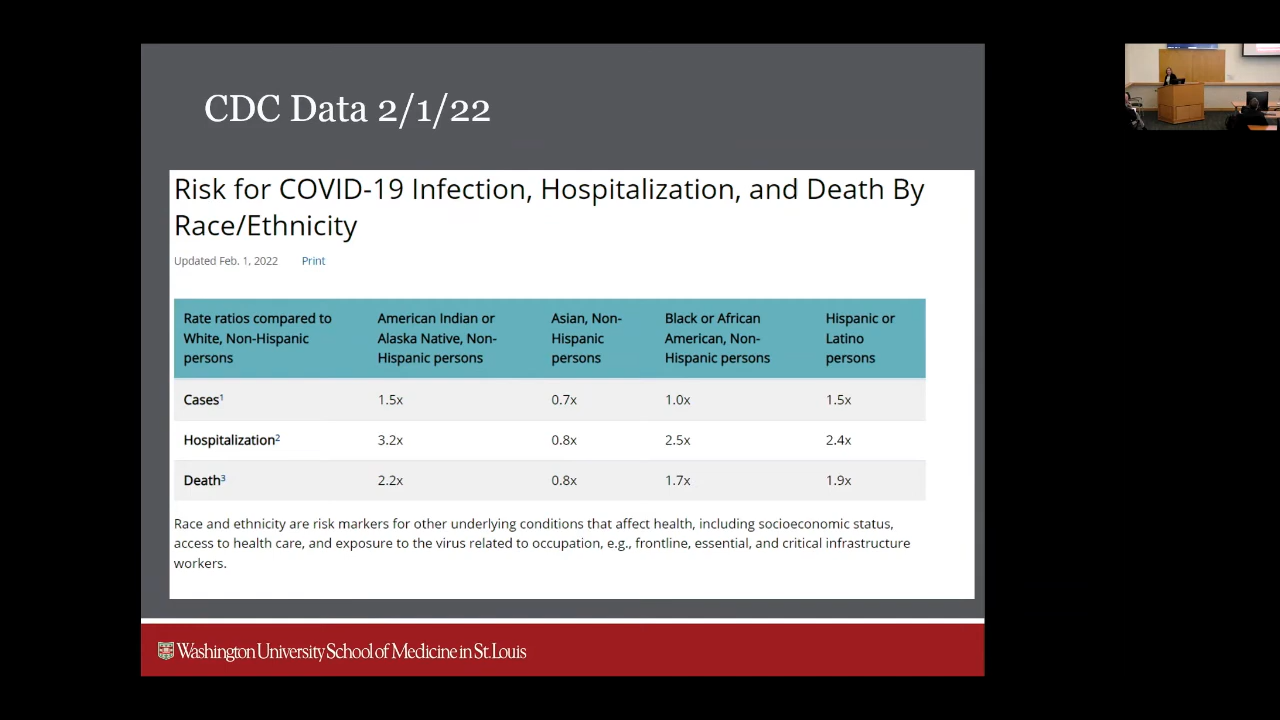 CDC Data 2/1/22
Risk for COVID-19 Infection, Hospitalization, and Death By
Race/Ethnicity
Updated Feb. 1, 2022 Print
Rate ratios compared to White, Non-Hispanic persons
American Indian or Alaska Native, Non-Hispanic persons
Asian, Non-Hispanic persons
Black or African American, Non-Hispanic persons
Hispanic or Latino persons
Cases1 1.5x 0.7x 1.0x 1.5x
Hospitalization2 3.2x 0.8x 2.5x 2.4x
Death3 2.2x 0.8x 1.7x 1.9x
Race and ethnicity are risk markers for other underlying conditions that affect health, including socioeconomic status,
access to health care, and exposure to the virus related to occupation, e.g., frontline, essential, and critical infrastructure
workers.
Washington University School of Medicine in St. Louis